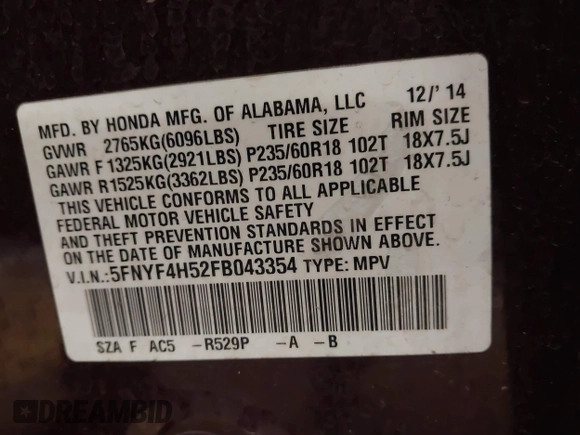 MFD. BY HONDA MFG. OF ALABAMA, LLC 12/' 14
GVWR 2765KG(6096LBS) TIRE SIZE RIM SIZE
GAWR F 1325KG(2921LBS) P235/60R18 102T 18X7.5J
GAWR R1525KG(3362LBS) P235/60R18 102T 18X7.5J
THIS VEHICLE CONFORMS TO ALL APPLICABLE
FEDERAL MOTOR VEHICLE SAFETY
AND THEFT PREVENTION STANDARDS IN EFFECT
ON THE DATE OF MANUFACTURE SHOWN ABOVE.
V.I.N.:5FNYF4H52FB043354 TYPE: MPV
SZA F AC5 -R529P -A -B
DREAMBID